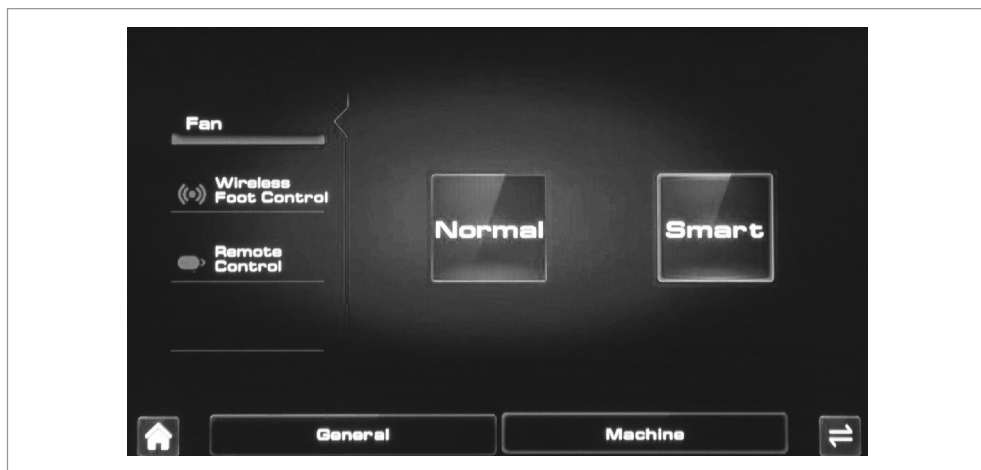 Fan
Wireless
Foot Control
Remote
Control
Normal
Smart
General
Machine